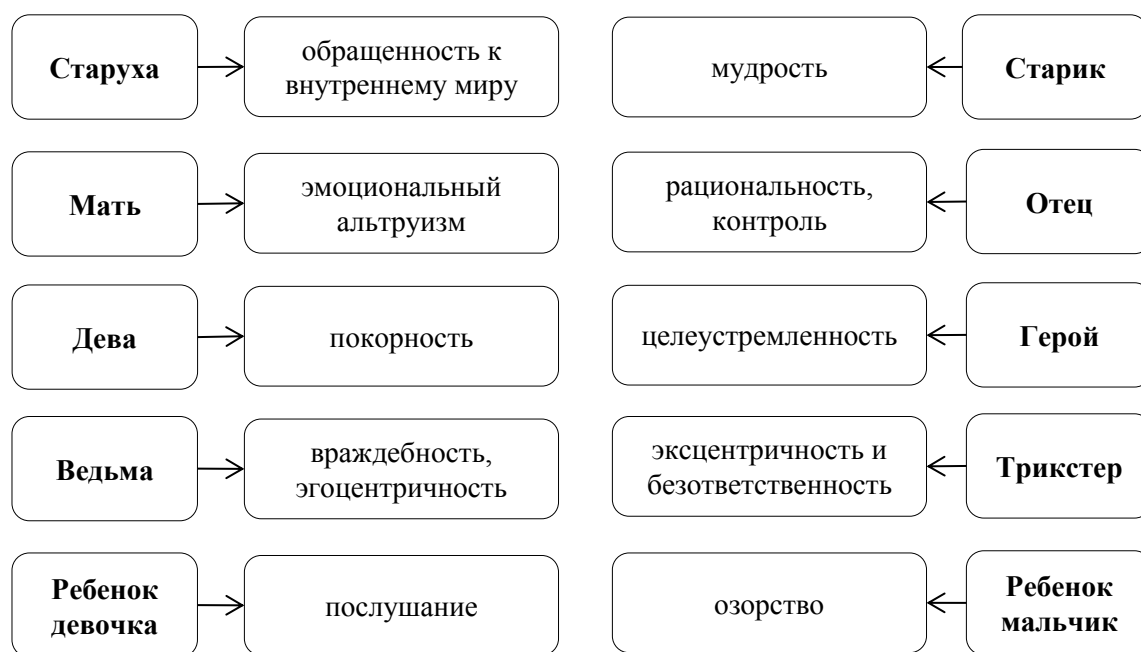 Старуха
обращенность к
внутреннему миру
мудрость
Старик
Мать
эмоциональный
альтруизм
рациональность,
контроль
Отец
Дева
покорность
целеустремленность
Герой
Ведьма
враждебность,
эгоцентричность
эксцентричность и
безответственность
Трикстер
Ребенок
девочка
послушание
озорство
Ребенок
мальчик